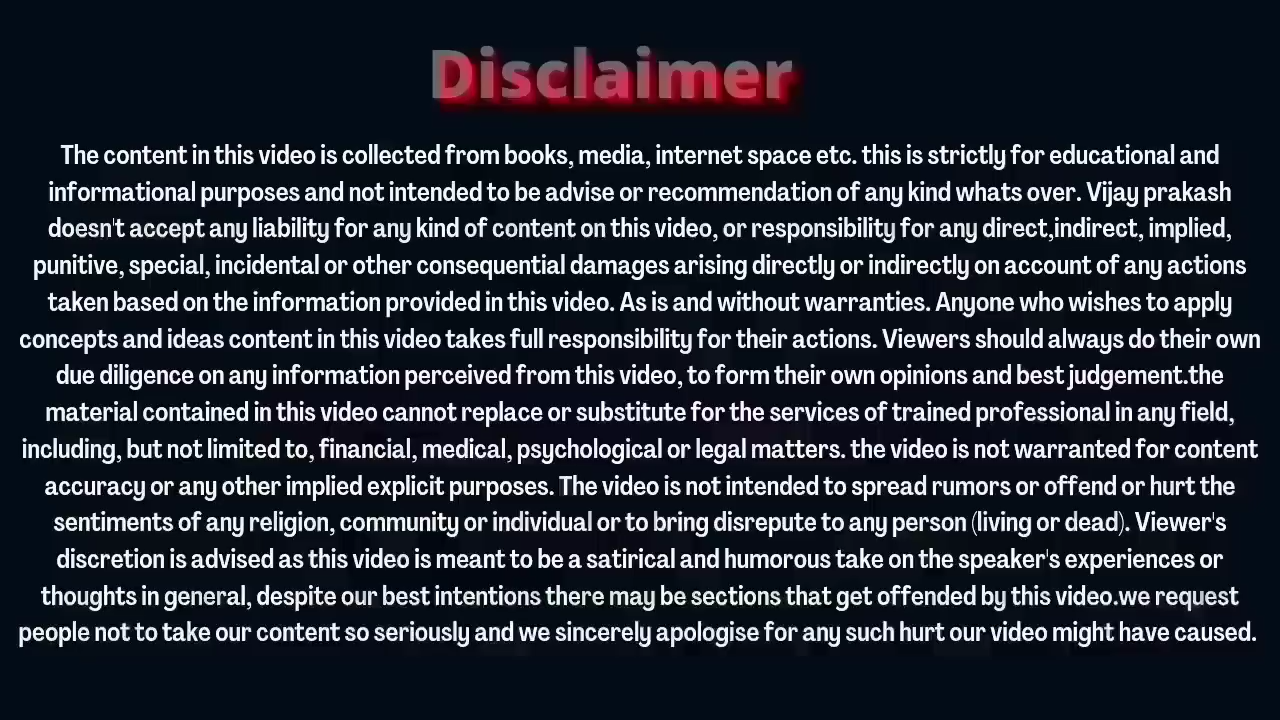 Disclaimer
The content in this video is collected from books, media, internet space etc. this is strictly for educational and
informational purposes and not intended to be advise or recommendation of any kind whats over. Vijay prakash
doesn't accept any liability for any kind of content on this video, or responsibility for any direct,indirect, implied,
punitive, special, incidental or other consequential damages arising directly or indirectly on account of any actions
taken based on the information provided in this video. As is and without warranties. Anyone who wishes to apply
concepts and ideas content in this video takes full responsibility for their actions. Viewers should always do their own
due diligence on any information perceived from this video, to form their own opinions and best judgement.the
material contained in this video cannot replace or substitute for the services of trained professional in any field,
including, but not limited to, financial, medical, psychological or legal matters. the video is not warranted for content
accuracy or any other implied explicit purposes. The video is not intended to spread rumors or offend or hurt the
sentiments of any religion, community or individual or to bring disrepute to any person (living or dead). Viewer's
discretion is advised as this video is meant to be a satirical and humorous take on the speaker's experiences or
thoughts in general, despite our best intentions there may be sections that get offended by this video.we request
people not to take our content so seriously and we sincerely apologise for any such hurt our video might have caused.